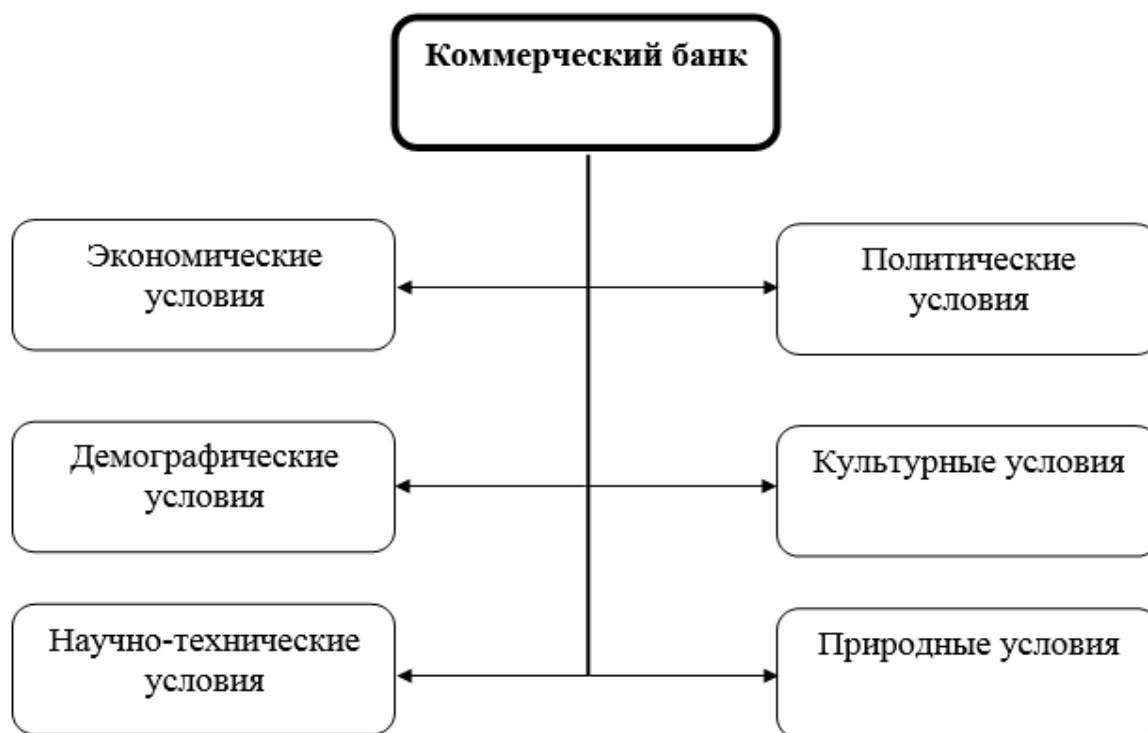 Коммерческий банк
Экономические
условия
Политические
условия
Демографические
условия
Культурные условия
Научно-технические
условия
Природные условия